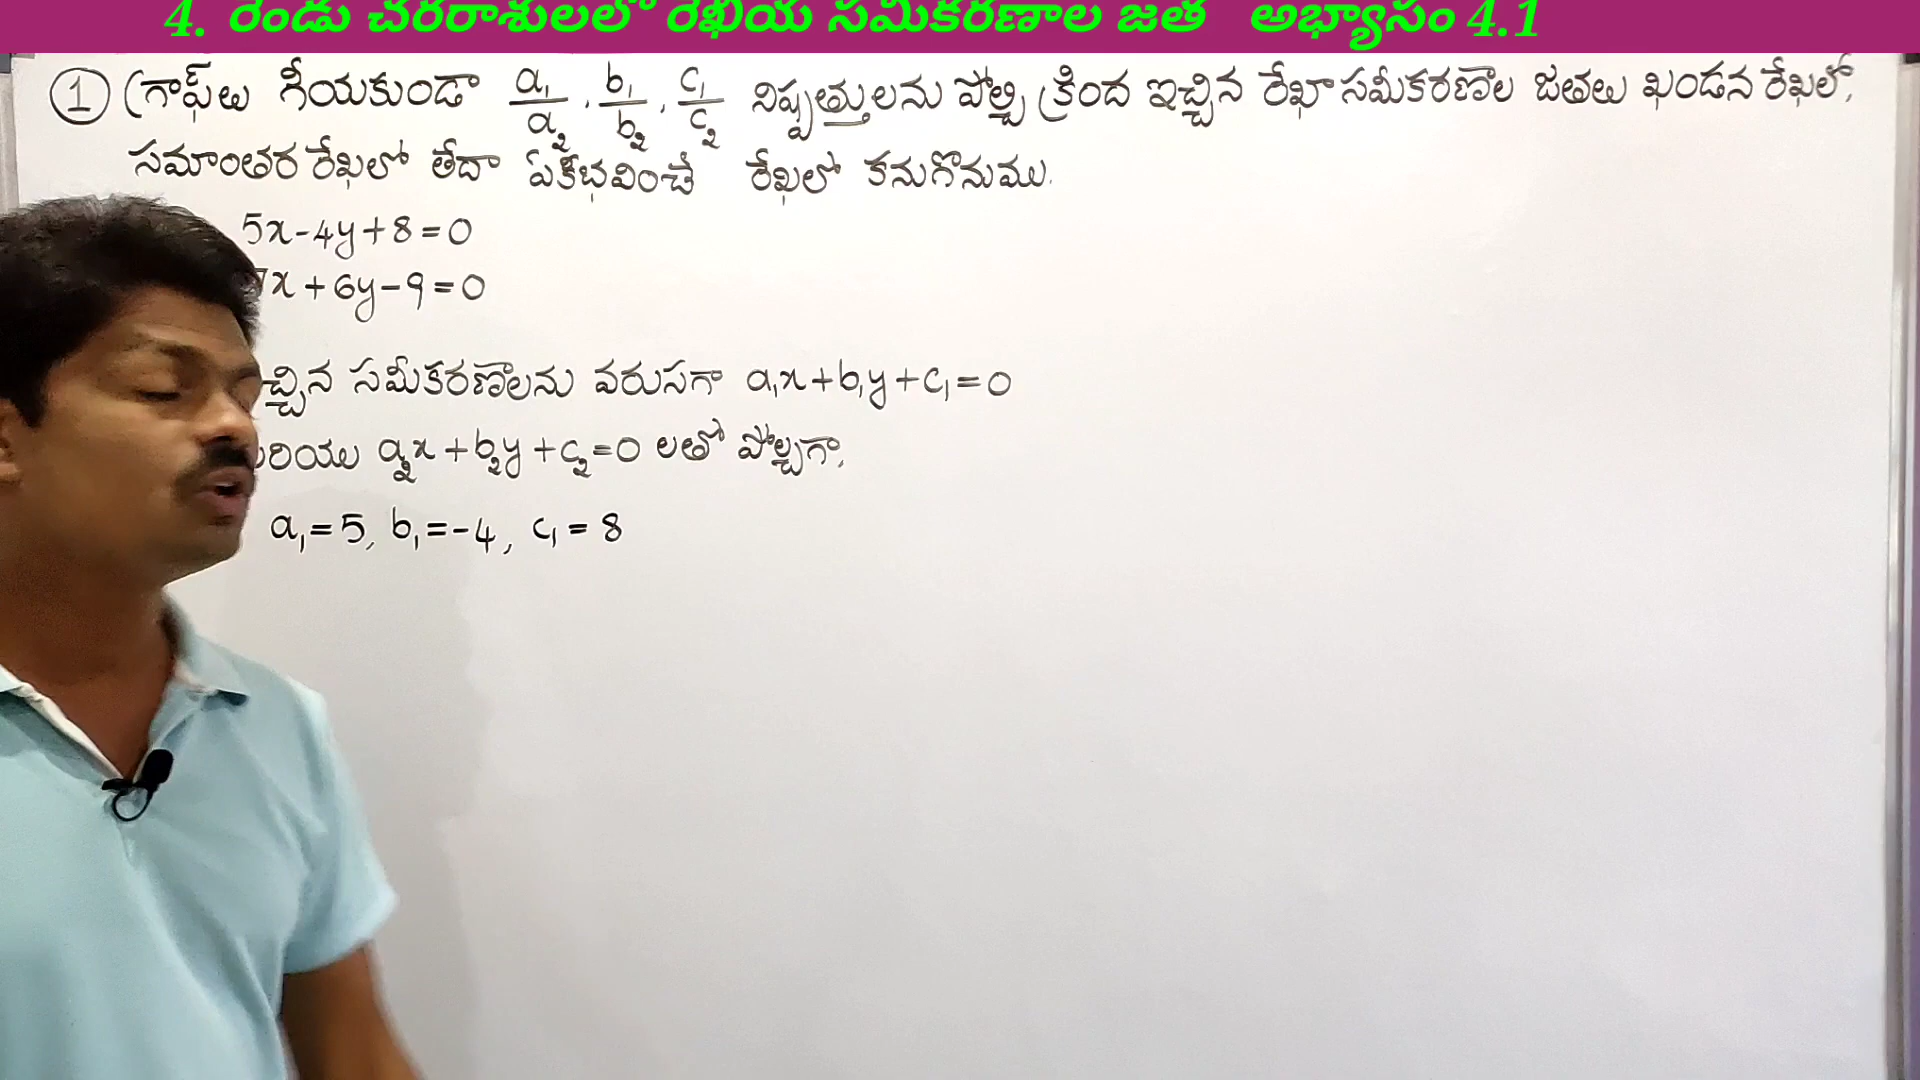 4. రెండు చరరాశులలో రేఖీయ సమీకరణాల జత అభ్యాసం 4.1
1 గ్రాఫ్‌లు గీయకుండా a₁/a₂, b₁/b₂, c₁/c₂ నిష్పత్తులను పోల్చి క్రింద ఇచ్చిన రేఖా సమీకరణాల జతలు ఖండన రేఖలో,
సమాంతర రేఖలో లేదా ఏకీభవించే రేఖలో కనుగొనుము.
5x-4y+8=0
7x+6y-9=0
చ్చిన సమీకరణాలను వరుసగా a₁x+b₁y+c₁=0
రియు a₂x+b₂y+c₂=0 లతో పోల్చగా,
a₁=5, b₁=-4, c₁=8